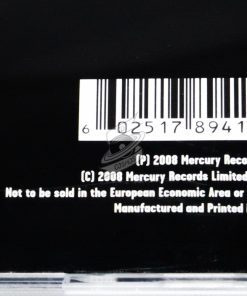 6 02517 8941
(P) 2008 Mercury Reco
(C) 2008 Mercury Records Limited
Not to be sold in the European Economic Area or
Manufactured and Printed